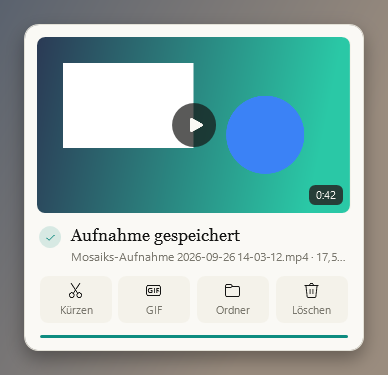 0:42
Aufnahme gespeichert
Mosaiks-Aufnahme 2026-09-26 14-03-12.mp4 · 17,5...
GIF
Kürzen
GIF
Ordner
Löschen